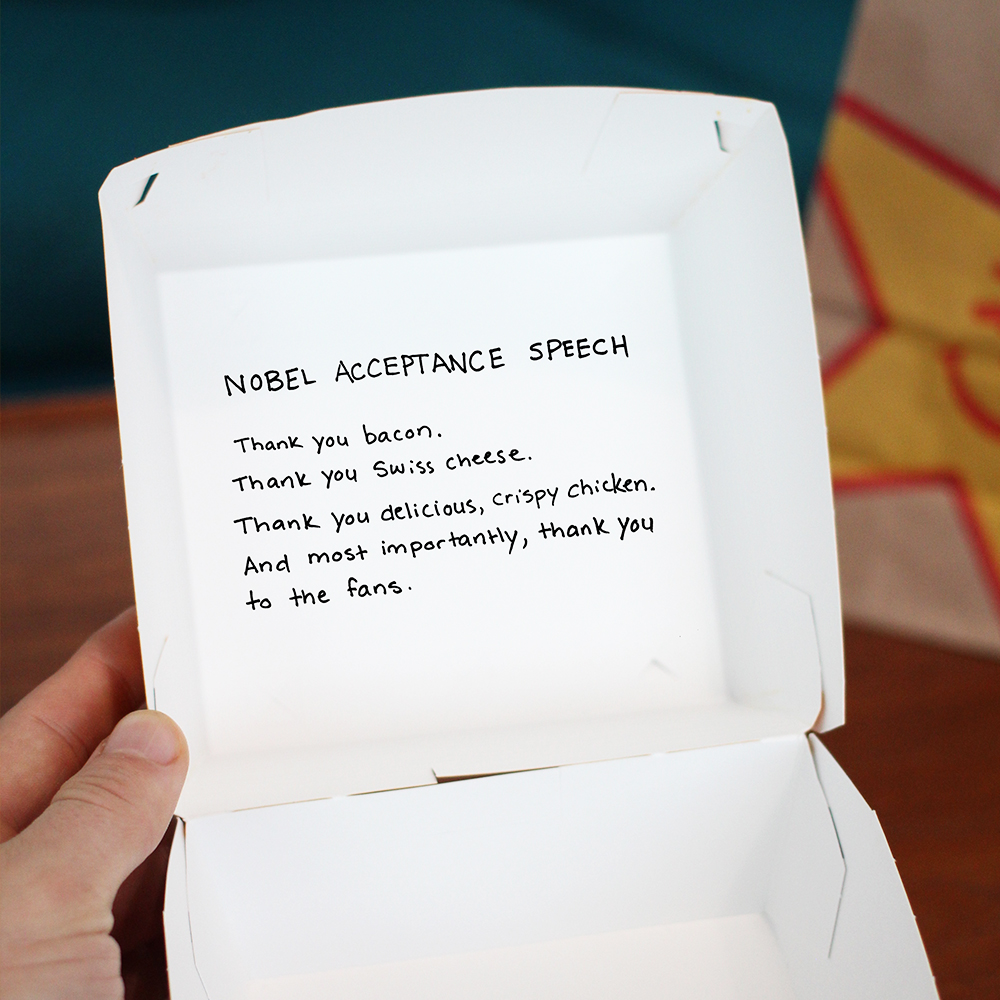 NOBEL ACCEPTANCE SPEECH
Thank you bacon.
Thank you Swiss cheese.
Thank you delicious, crispy chicken.
And most importantly, thank you
to the fans.